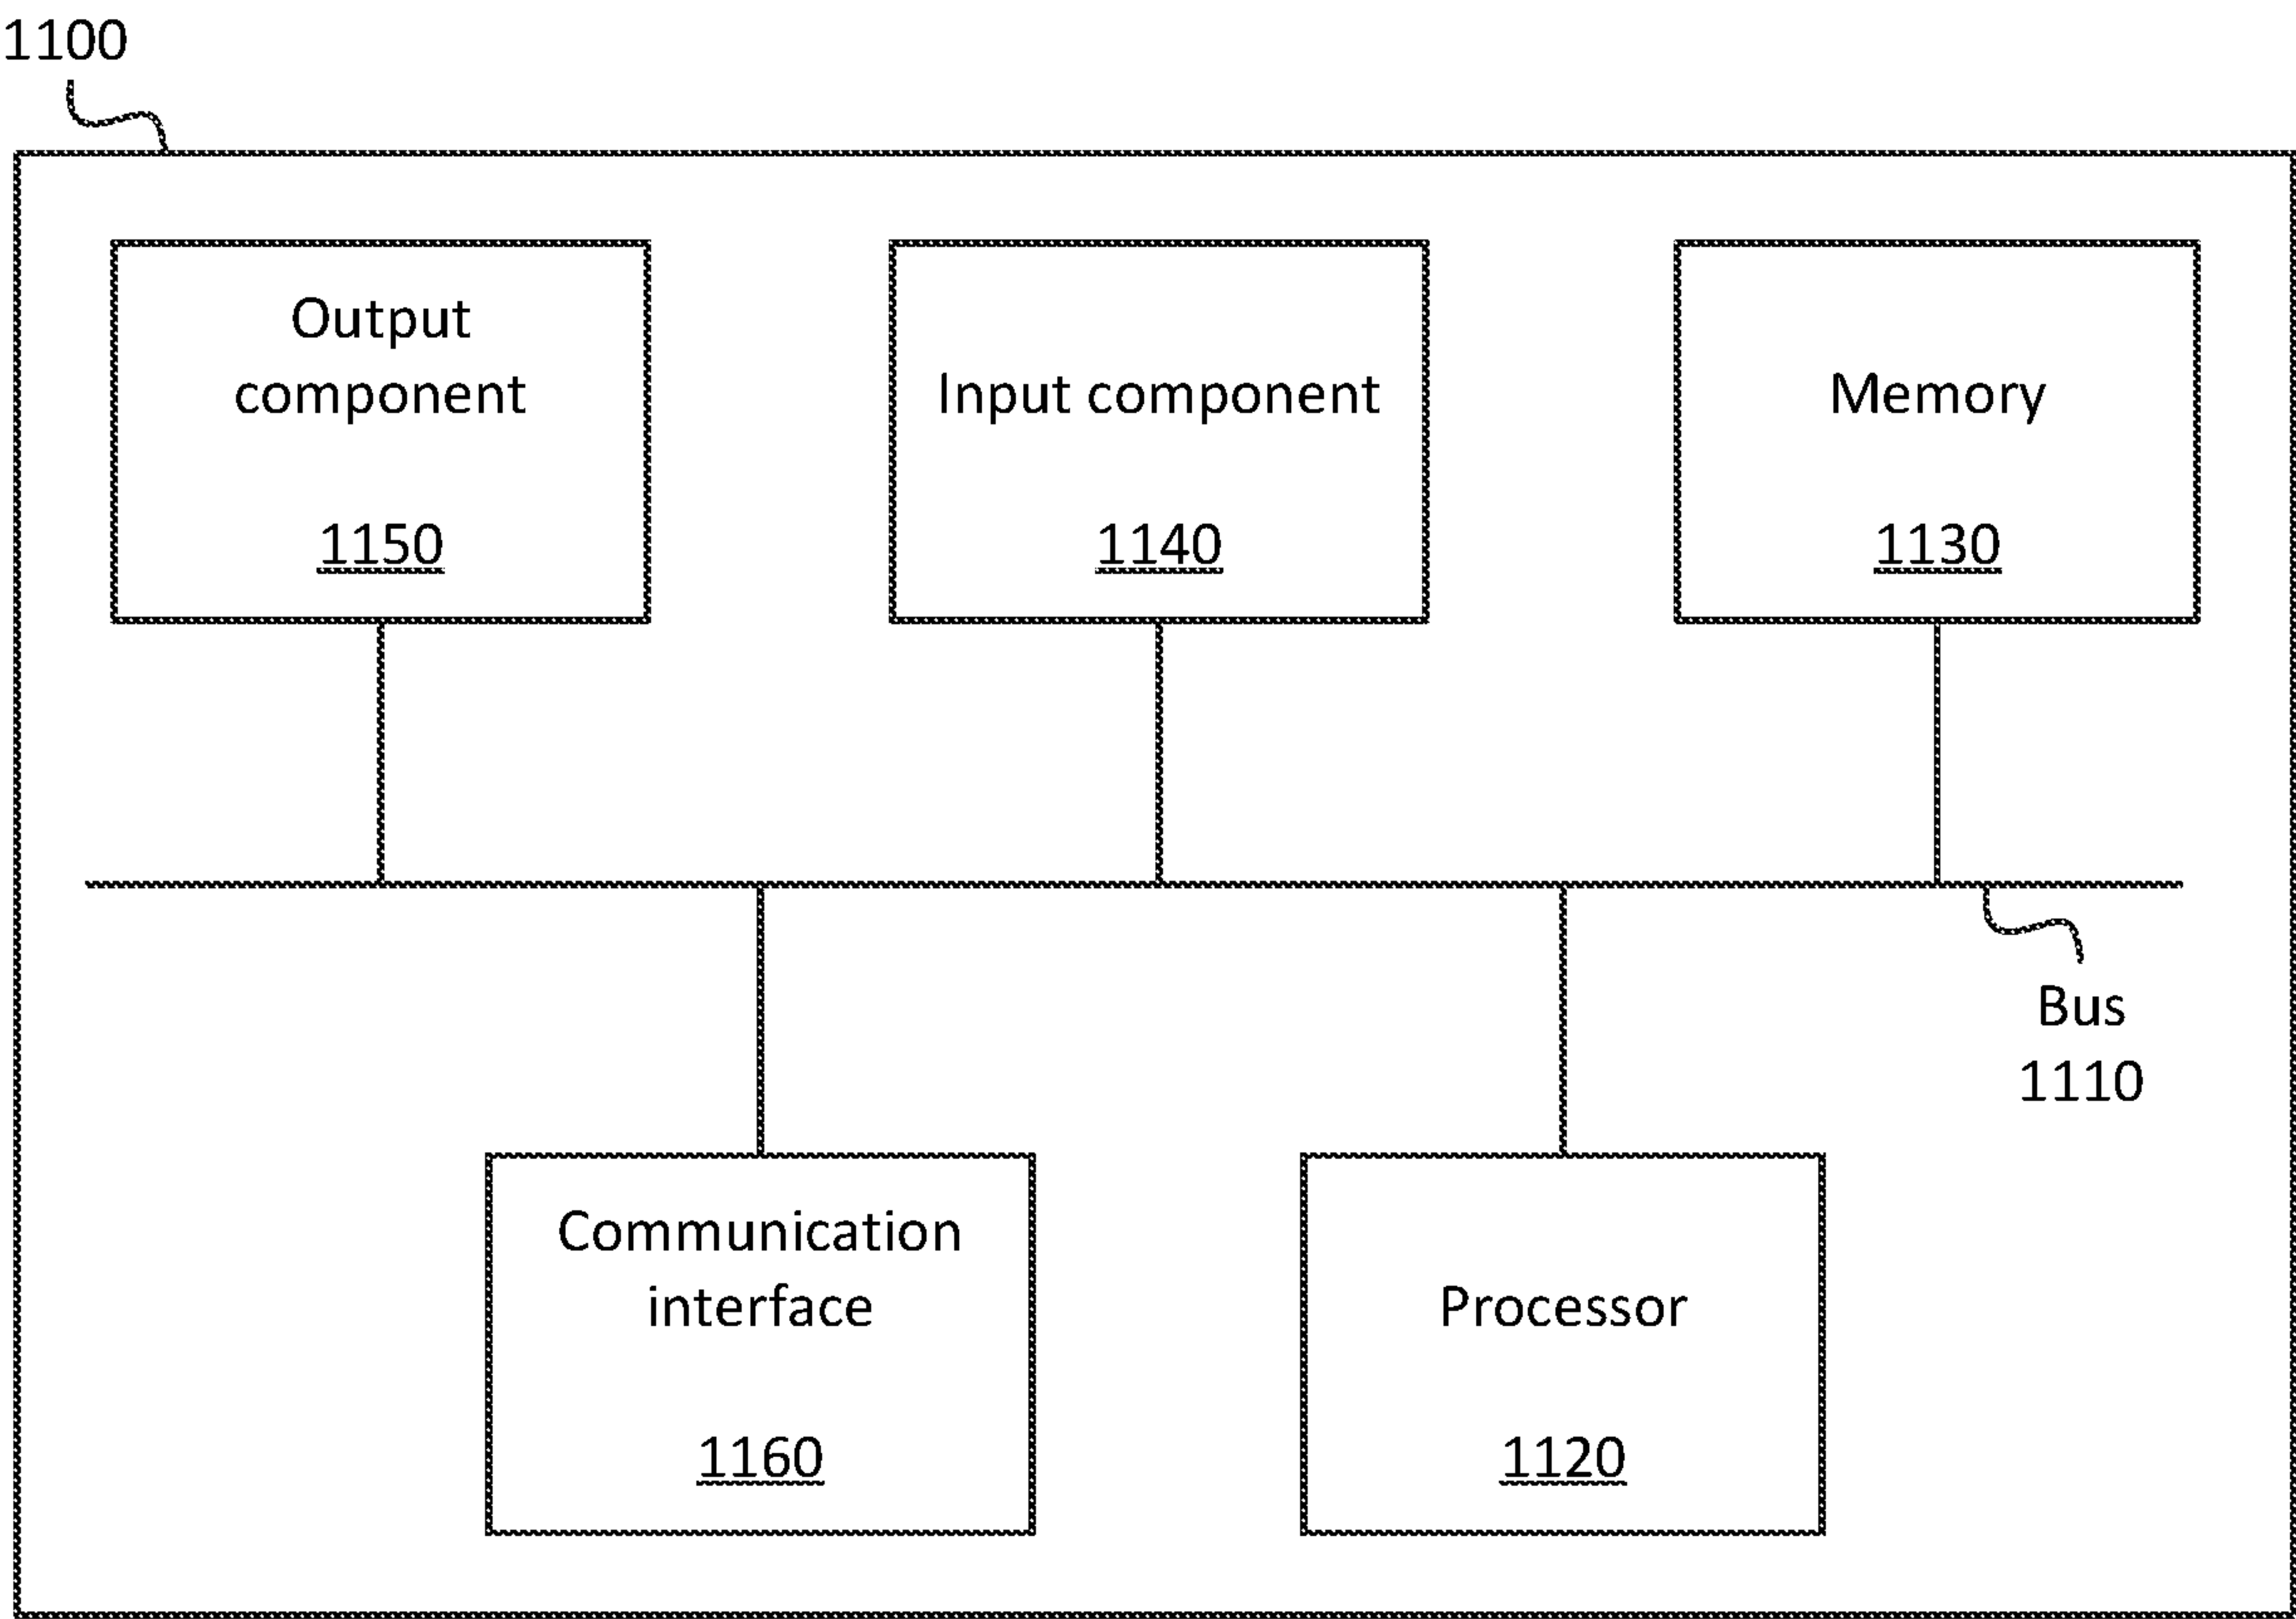 1100
Output
component
1150
Input component
1140
Memory
1130
Bus
1110
Communication
interface
1160
Processor
1120